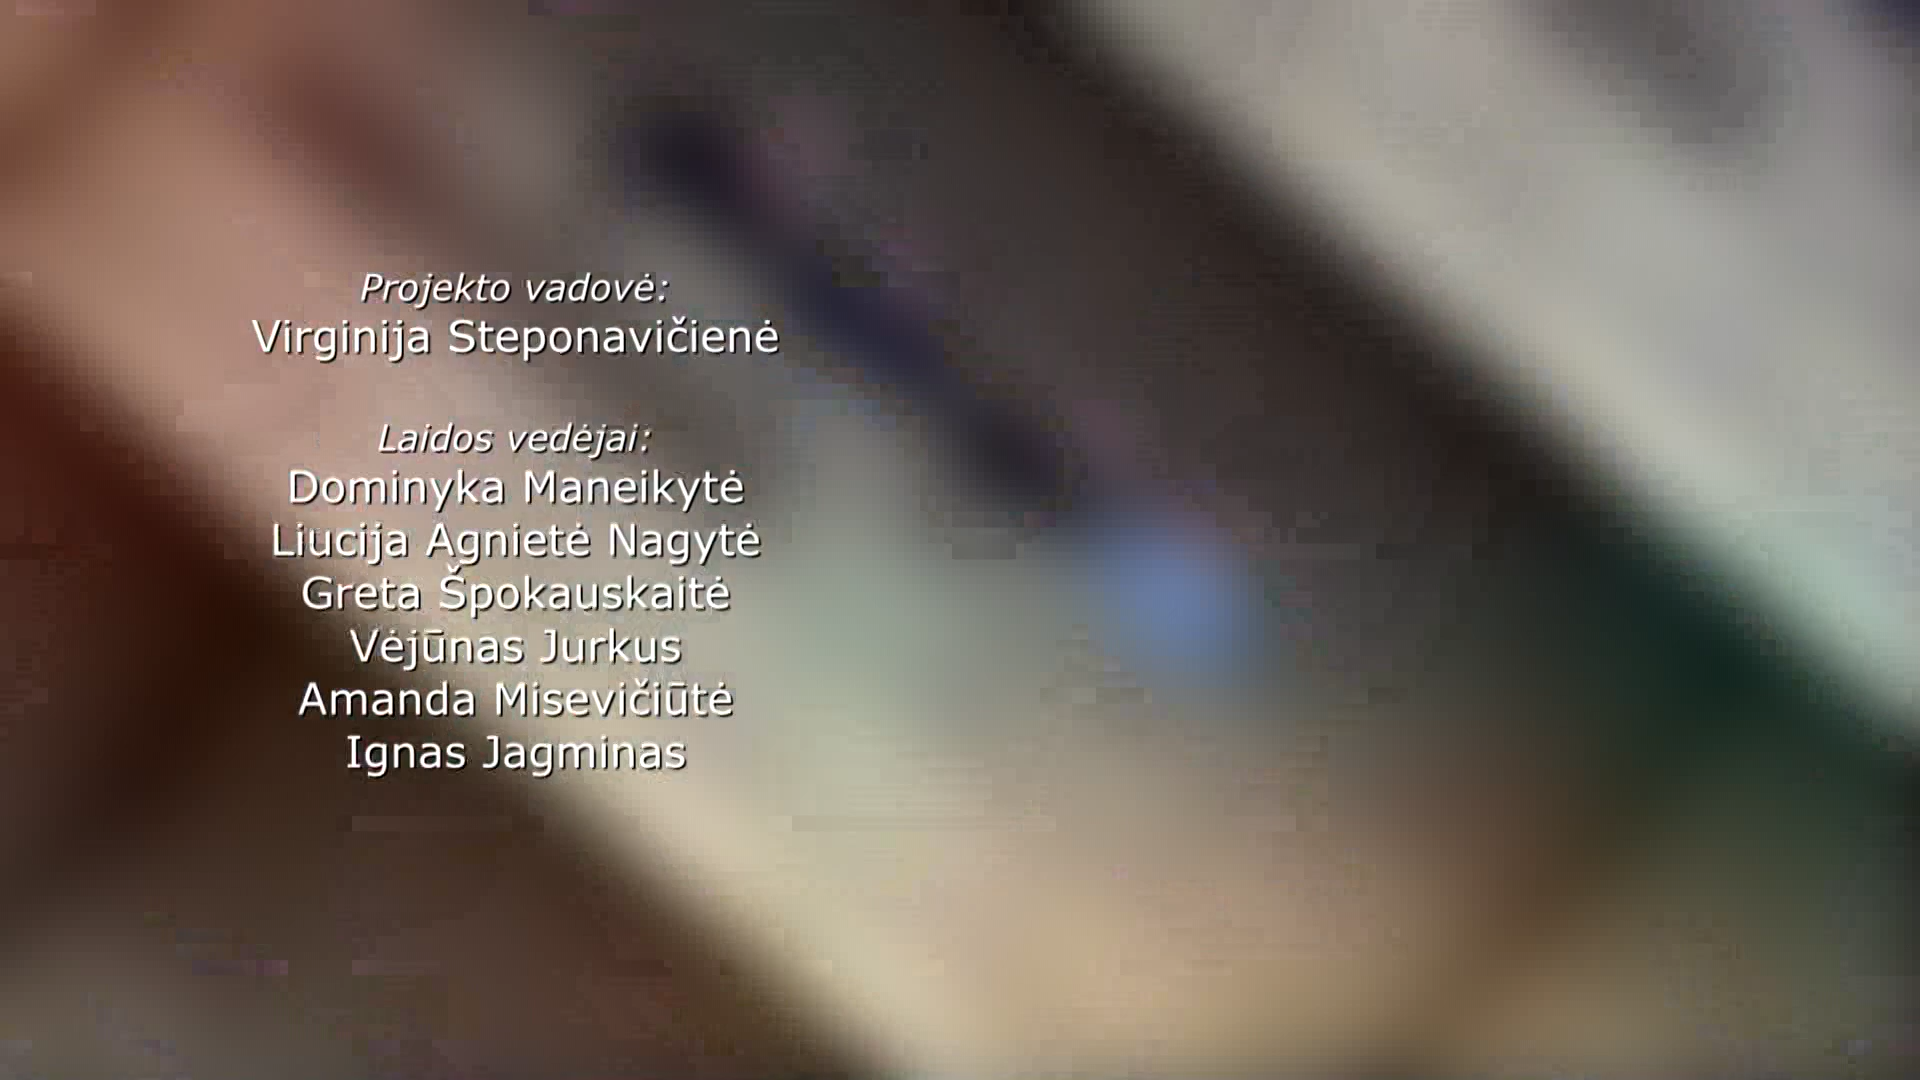 Projekto vadovė:
Virginija Steponavičienė
Laidos vedėjai:
Dominyka Maneikytė
Liucija Agnietė Nagytė
Greta Špokauskaitė
Vėjūnas Jurkus
Amanda Misevičiūtė
Ignas Jagminas